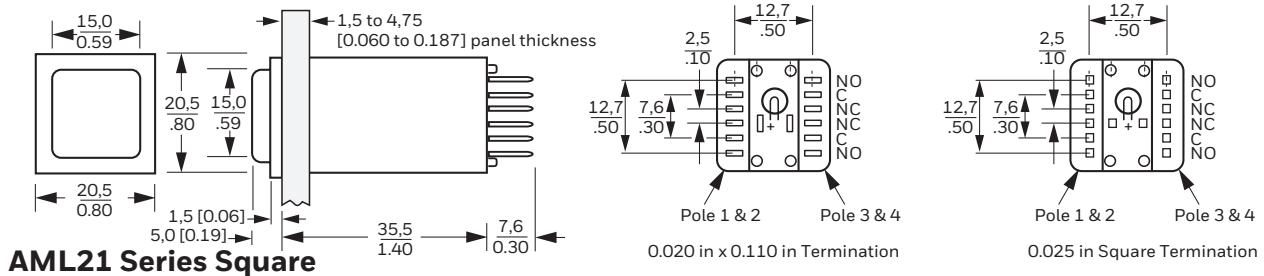 15,0
0.59
20,5
.80
15,0
.59
20,5
0.80
1,5 to 4,75
[0.060 to 0.187] panel thickness
1,5 [0.06]
5,0 [0.19]
35,5
1.40
7,6
0.30
AML21 Series Square
12,7
.50
2,5
.10
12,7
.50
7,6
.30
+
NO
C
NC
NC
C
NO
Pole 1 & 2
Pole 3 & 4
0.020 in x 0.110 in Termination
12,7
.50
2,5
.10
12,7
.50
7,6
.30
+
NO
C
NC
NC
C
NO
Pole 1 & 2
Pole 3 & 4
0.025 in Square Termination